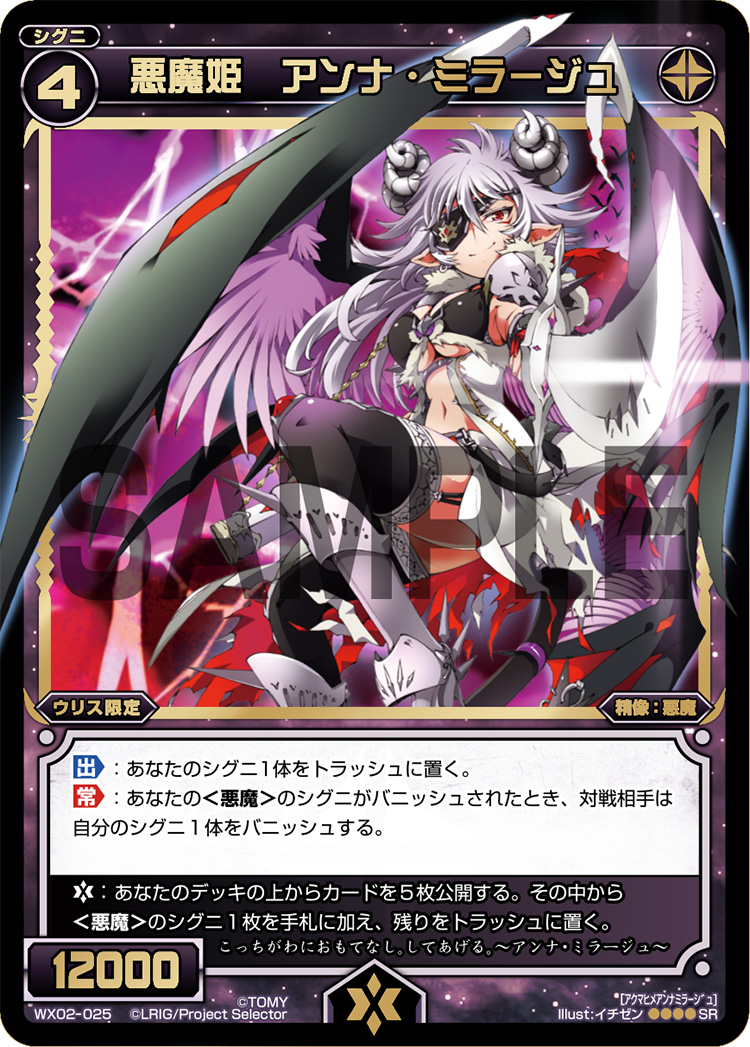 シグニ
4
悪魔姫 アンナ・ミラージュ
SAMPLE
ウリス限定
精像：悪魔
出：あなたのシグニ1体をトラッシュに置く。
常：あなたの<悪魔>のシグニがバニッシュされたとき、対戦相手は
自分のシグニ１体をバニッシュする。
：あなたのデッキの上からカードを５枚公開する。その中から
<悪魔>のシグニ１枚を手札に加え、残りをトラッシュに置く。
こっちがわにおもてなし。してあげる。～アンナ・ミラージュ～
12000
©TOMY
[アクマヒメアンナミラージュ]
WX02-025 ©LRIG/Project Selector
Illust:イチゼン
SR